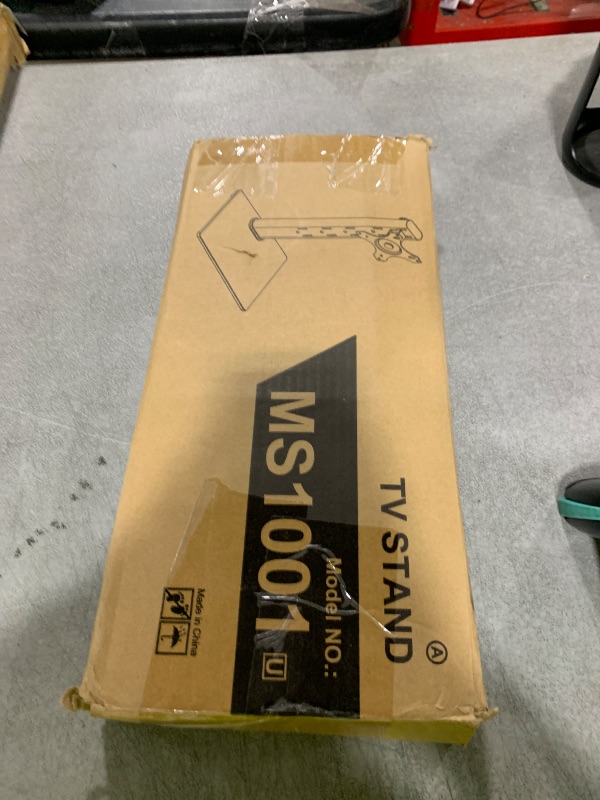 TV STAND Ⓐ
Model NO.:
MS1001 U
Made in China